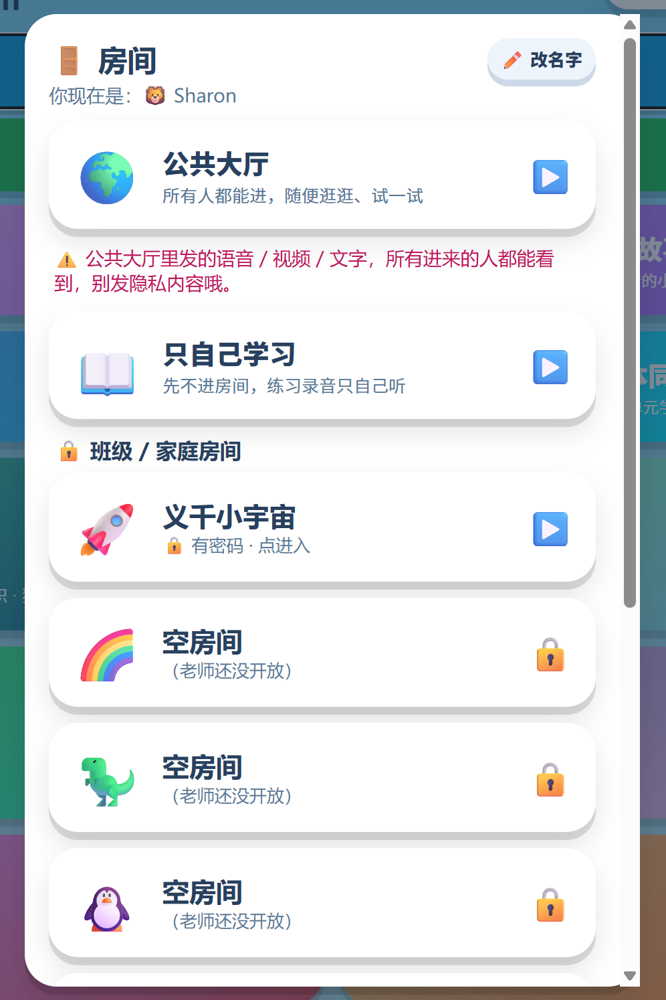 房间
改名字
你现在是： Sharon
公共大厅
所有人都能进，随便逛逛、试一试
公共大厅里发的语音 / 视频 / 文字，所有进来的人都能看
到，别发隐私内容哦。
只自己学习
先不进房间，练习录音只自己听
班级 / 家庭房间
义千小宇宙
有密码 · 点进入
空房间
（老师还没开放）
空房间
（老师还没开放）
空房间
（老师还没开放）